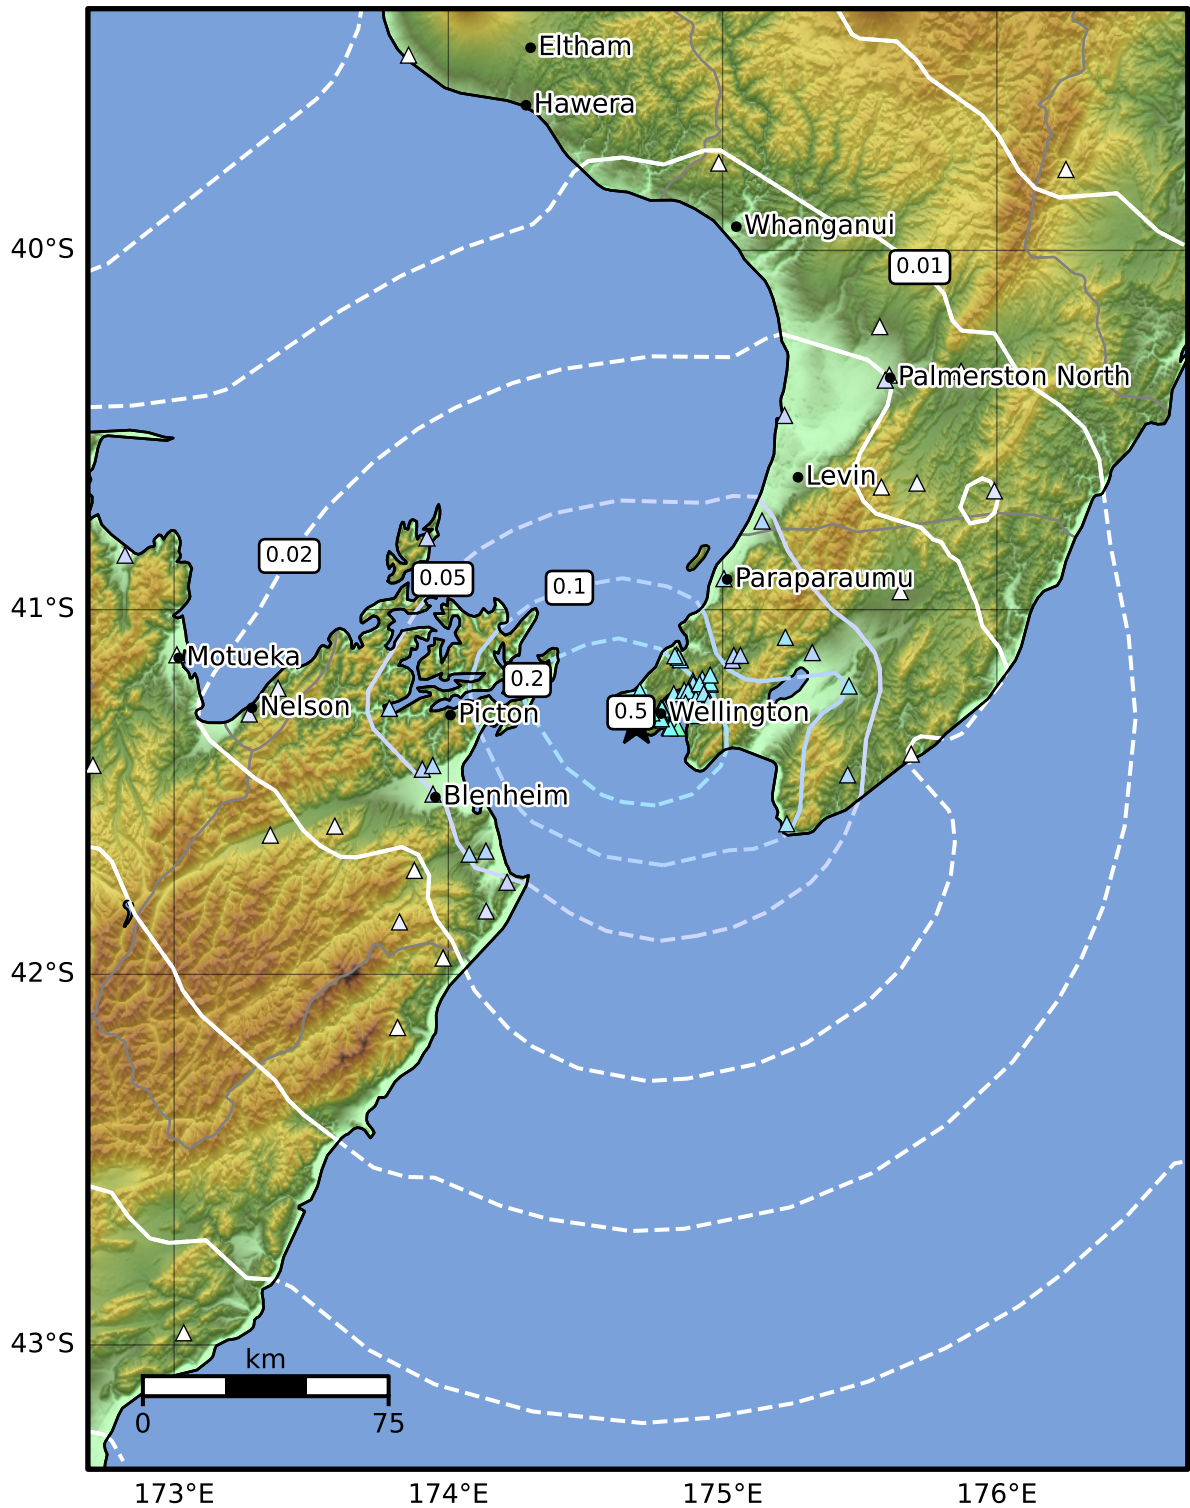 Eltham
Hawera
Whanganui
40°S
0.01
Palmerston North
Levin
0.02
0.05
0.1
Paraparaumu
41°S
Motueka
0.2
Nelson
Picton
0.5
Wellington
Blenheim
42°S
43°S
km
0
75
173°E
174°E
175°E
176°E